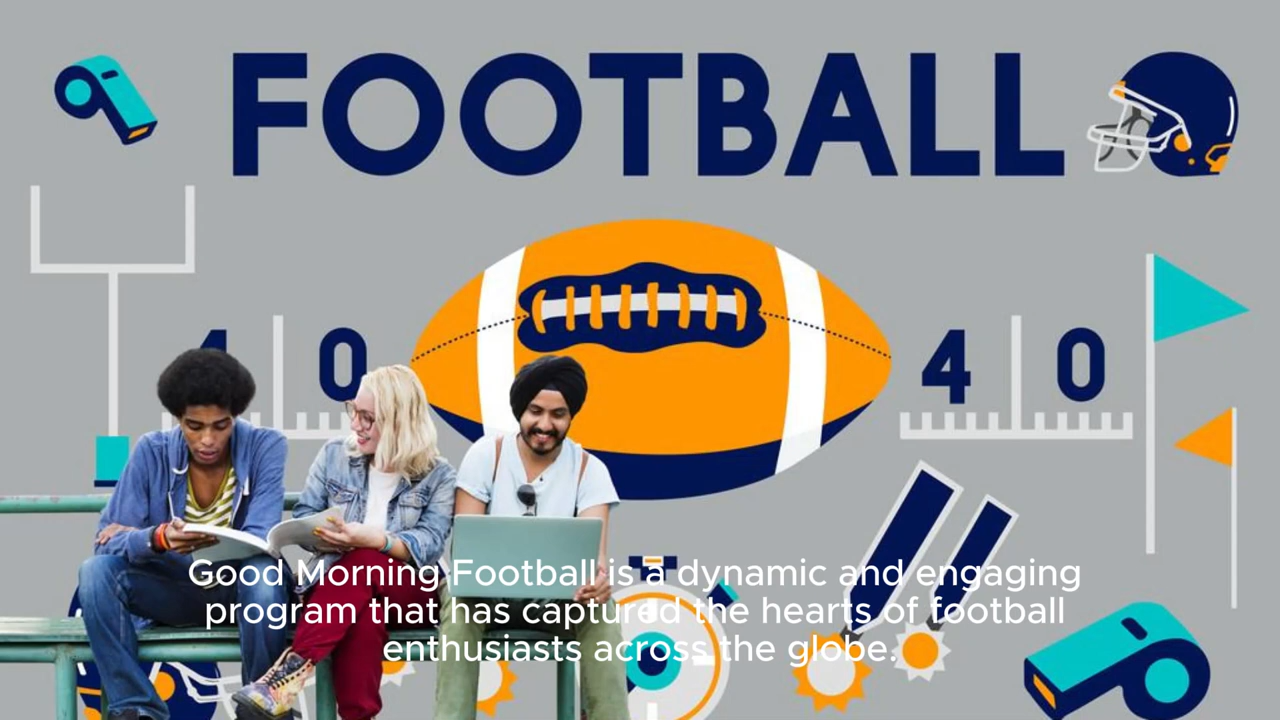 FOOTBALL
4 0
4 0
Good Morning Football is a dynamic and engaging
program that has captured the hearts of football
enthusiasts across the globe.